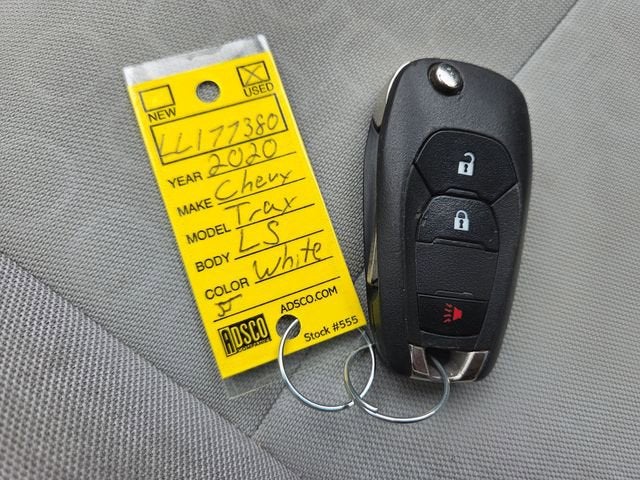 NEW
USED
LL177380
YEAR 2020
MAKE Chevy
MODEL Trax
BODY LS
COLOR White
ADSCO
ADSCO.COM
Stock #555